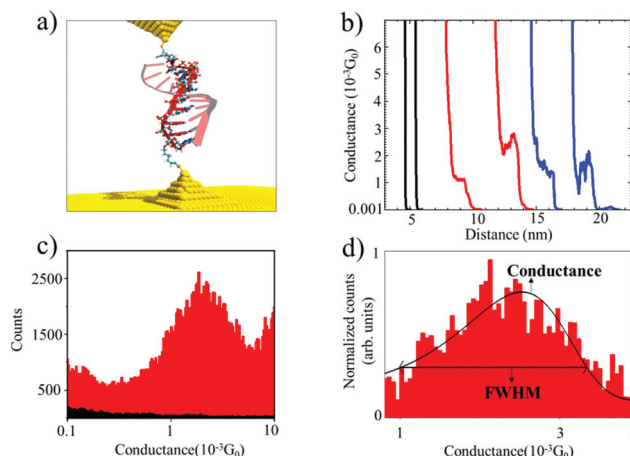 a)
b)
Conductance (10⁻³G₀)
6
5
4
3
2
1
0.001
5 10 15 20
Distance (nm)
c)
Counts
2500
1500
500
0.1 1 10
Conductance(10⁻³G₀)
d)
Normalized counts
(arb. units)
1
0
Conductance
FWHM
1 3
Conductance(10⁻³G₀)